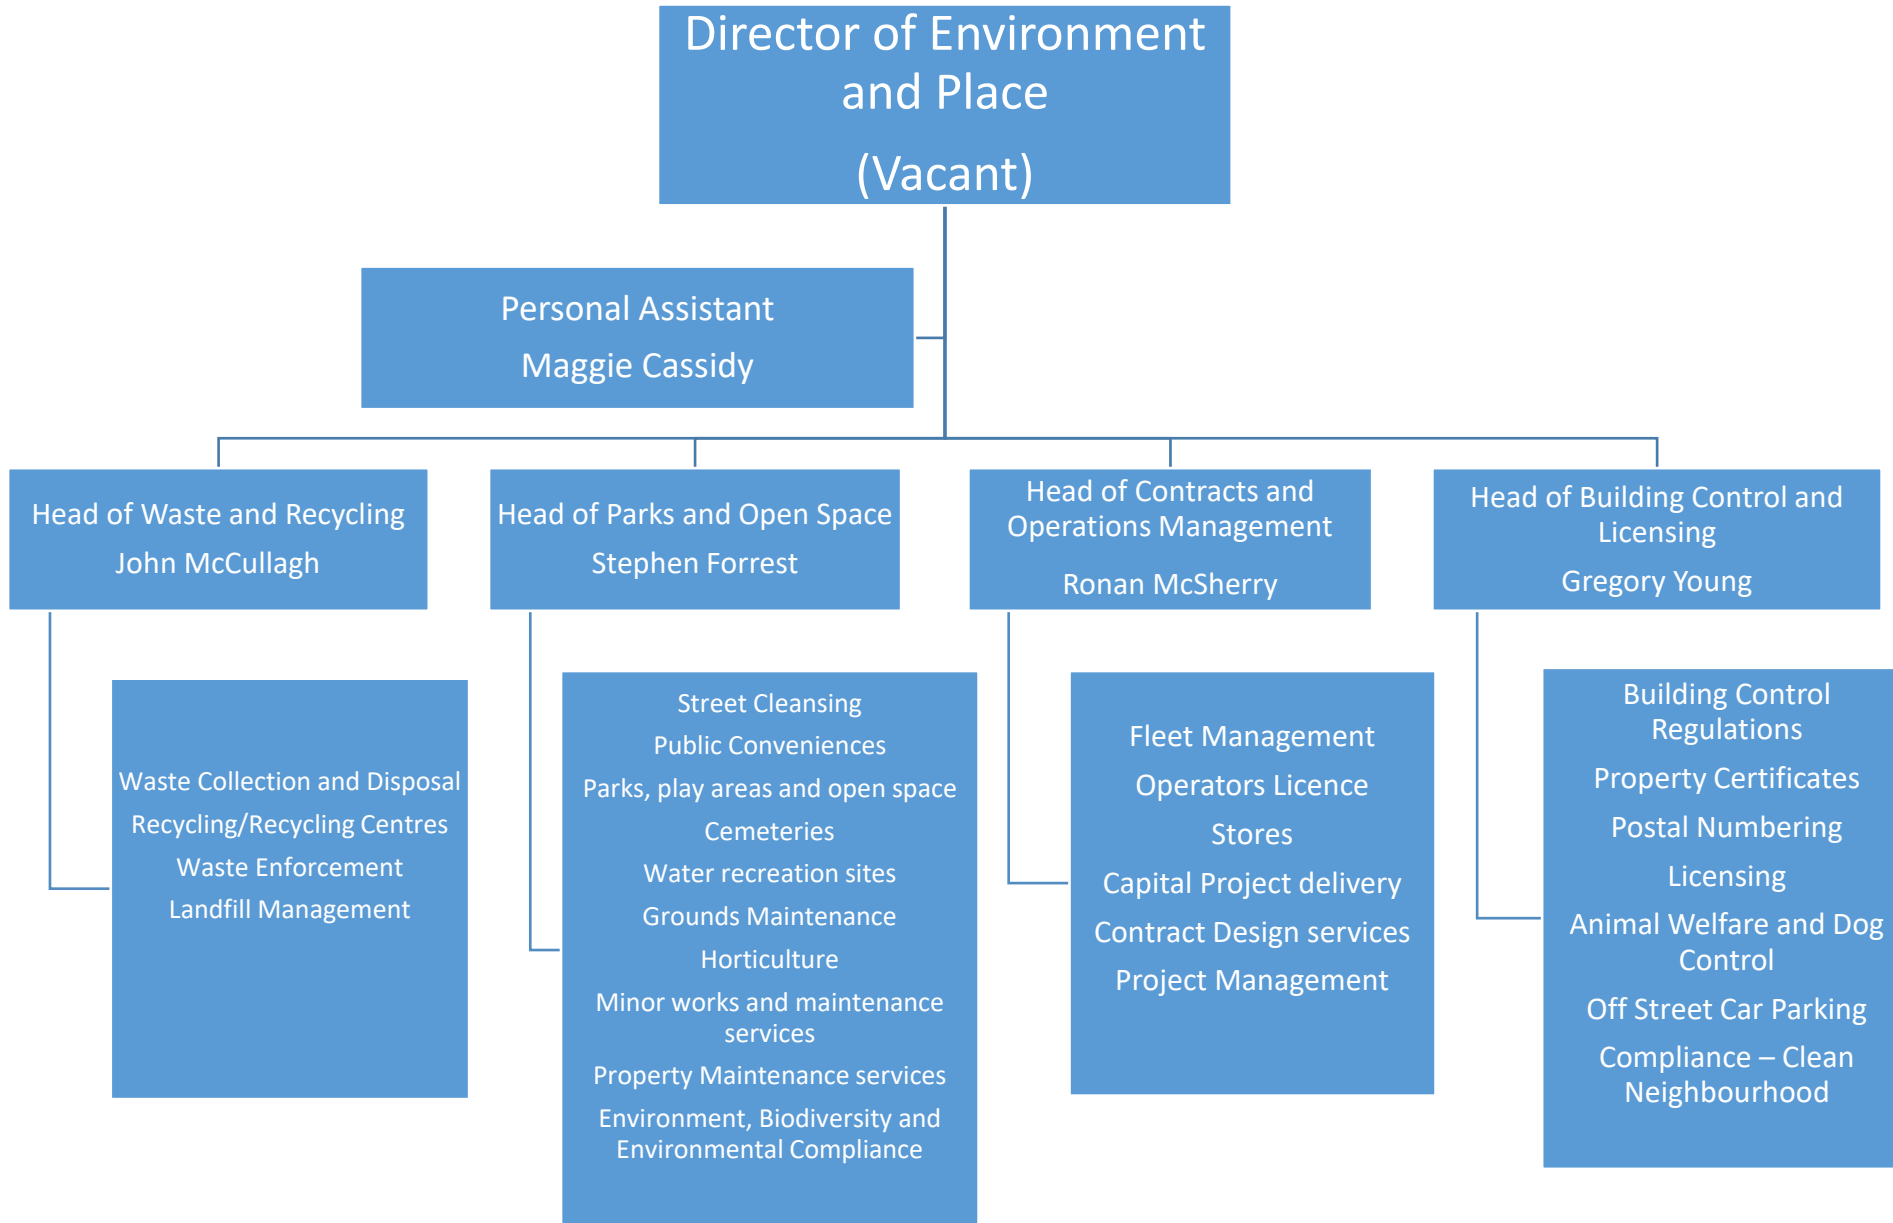 Director of Environment
and Place
(Vacant)
Personal Assistant
Maggie Cassidy
Head of Waste and Recycling
John McCullagh
Head of Parks and Open Space
Stephen Forrest
Head of Contracts and
Operations Management
Ronan McSherry
Head of Building Control and
Licensing
Gregory Young
Waste Collection and Disposal
Recycling/Recycling Centres
Waste Enforcement
Landfill Management
Street Cleansing
Public Conveniences
Parks, play areas and open space
Cemeteries
Water recreation sites
Grounds Maintenance
Horticulture
Minor works and maintenance
services
Property Maintenance services
Environment, Biodiversity and
Environmental Compliance
Fleet Management
Operators Licence
Stores
Capital Project delivery
Contract Design services
Project Management
Building Control
Regulations
Property Certificates
Postal Numbering
Licensing
Animal Welfare and Dog
Control
Off Street Car Parking
Compliance – Clean
Neighbourhood